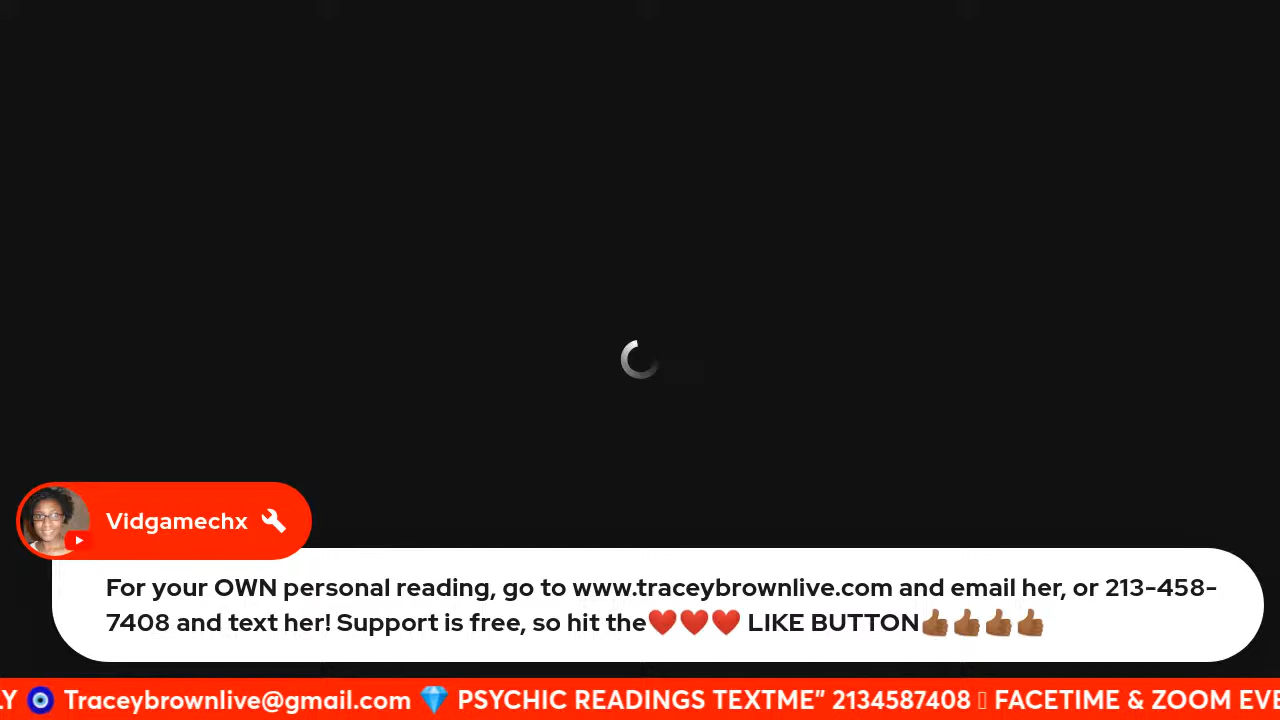 Vidgamechx
For your OWN personal reading, go to www.traceybrownlive.com and email her, or 213-458-
7408 and text her! Support is free, so hit the❤️❤️❤️ LIKE BUTTON👍🏾👍🏾👍🏾👍🏾
LY 🧿 Traceybrownlive@gmail.com 💎 PSYCHIC READINGS TEXTME” 2134587408 ▯ FACETIME & ZOOM EVE